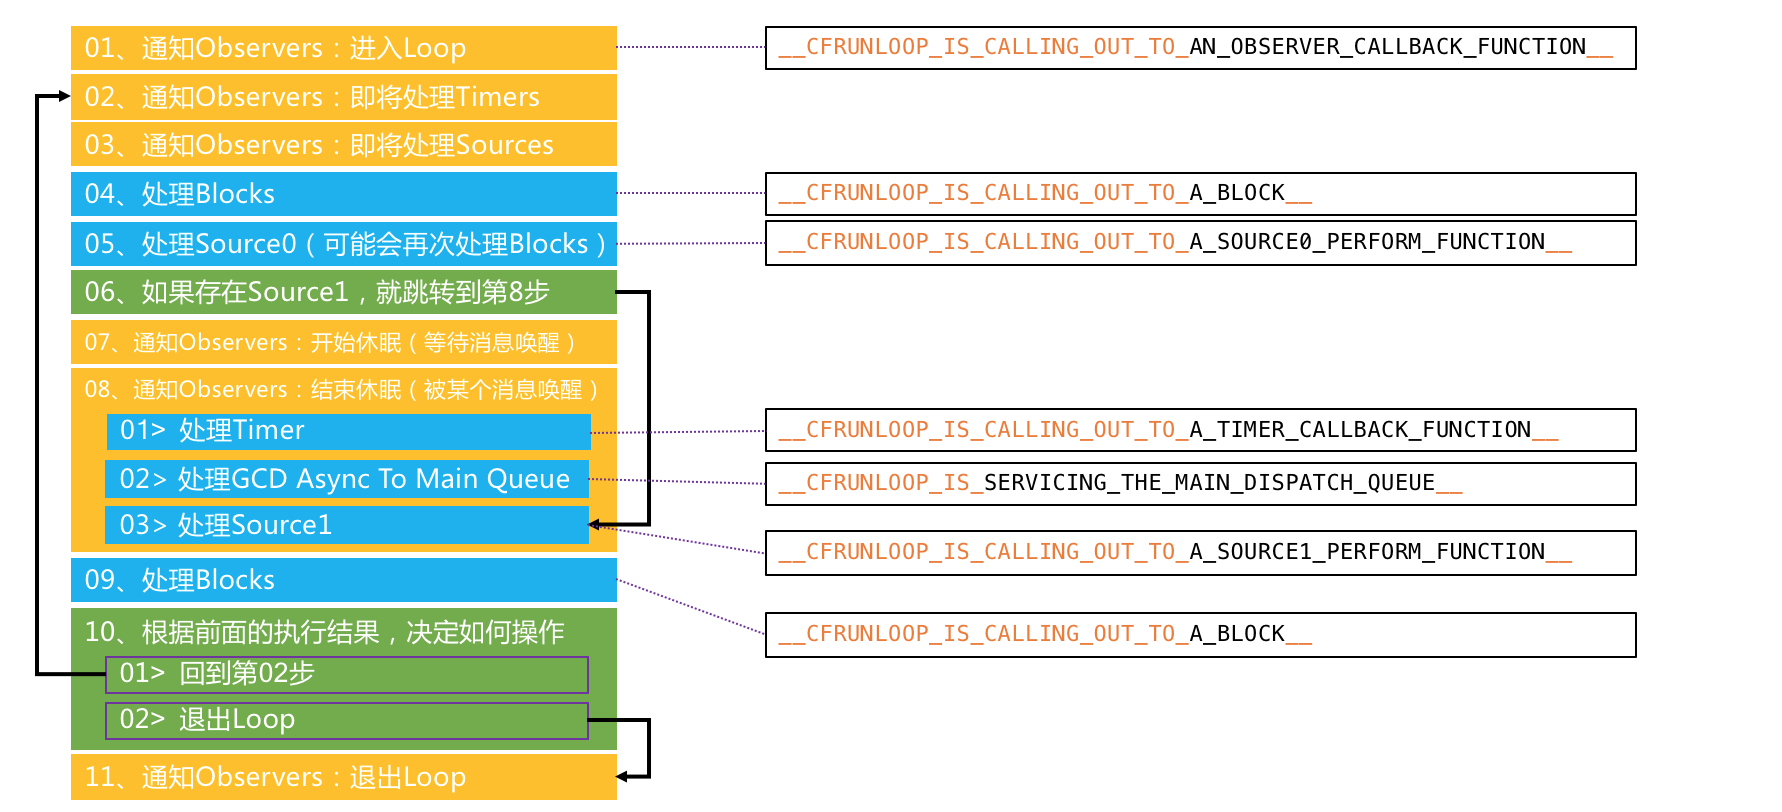 01、通知Observers：进入Loop
__CFRUNLOOP_IS_CALLING_OUT_TO_AN_OBSERVER_CALLBACK_FUNCTION__
02、通知Observers：即将处理Timers
03、通知Observers：即将处理Sources
04、处理Blocks
__CFRUNLOOP_IS_CALLING_OUT_TO_A_BLOCK__
05、处理Source0（可能会再次处理Blocks）
__CFRUNLOOP_IS_CALLING_OUT_TO_A_SOURCE0_PERFORM_FUNCTION__
06、如果存在Source1，就跳转到第8步
07、通知Observers：开始休眠（等待消息唤醒）
08、通知Observers：结束休眠（被某个消息唤醒）
01> 处理Timer
__CFRUNLOOP_IS_CALLING_OUT_TO_A_TIMER_CALLBACK_FUNCTION__
02> 处理GCD Async To Main Queue
__CFRUNLOOP_IS_SERVICING_THE_MAIN_DISPATCH_QUEUE__
03> 处理Source1
__CFRUNLOOP_IS_CALLING_OUT_TO_A_SOURCE1_PERFORM_FUNCTION__
09、处理Blocks
__CFRUNLOOP_IS_CALLING_OUT_TO_A_BLOCK__
10、根据前面的执行结果，决定如何操作
01> 回到第02步
02> 退出Loop
11、通知Observers：退出Loop